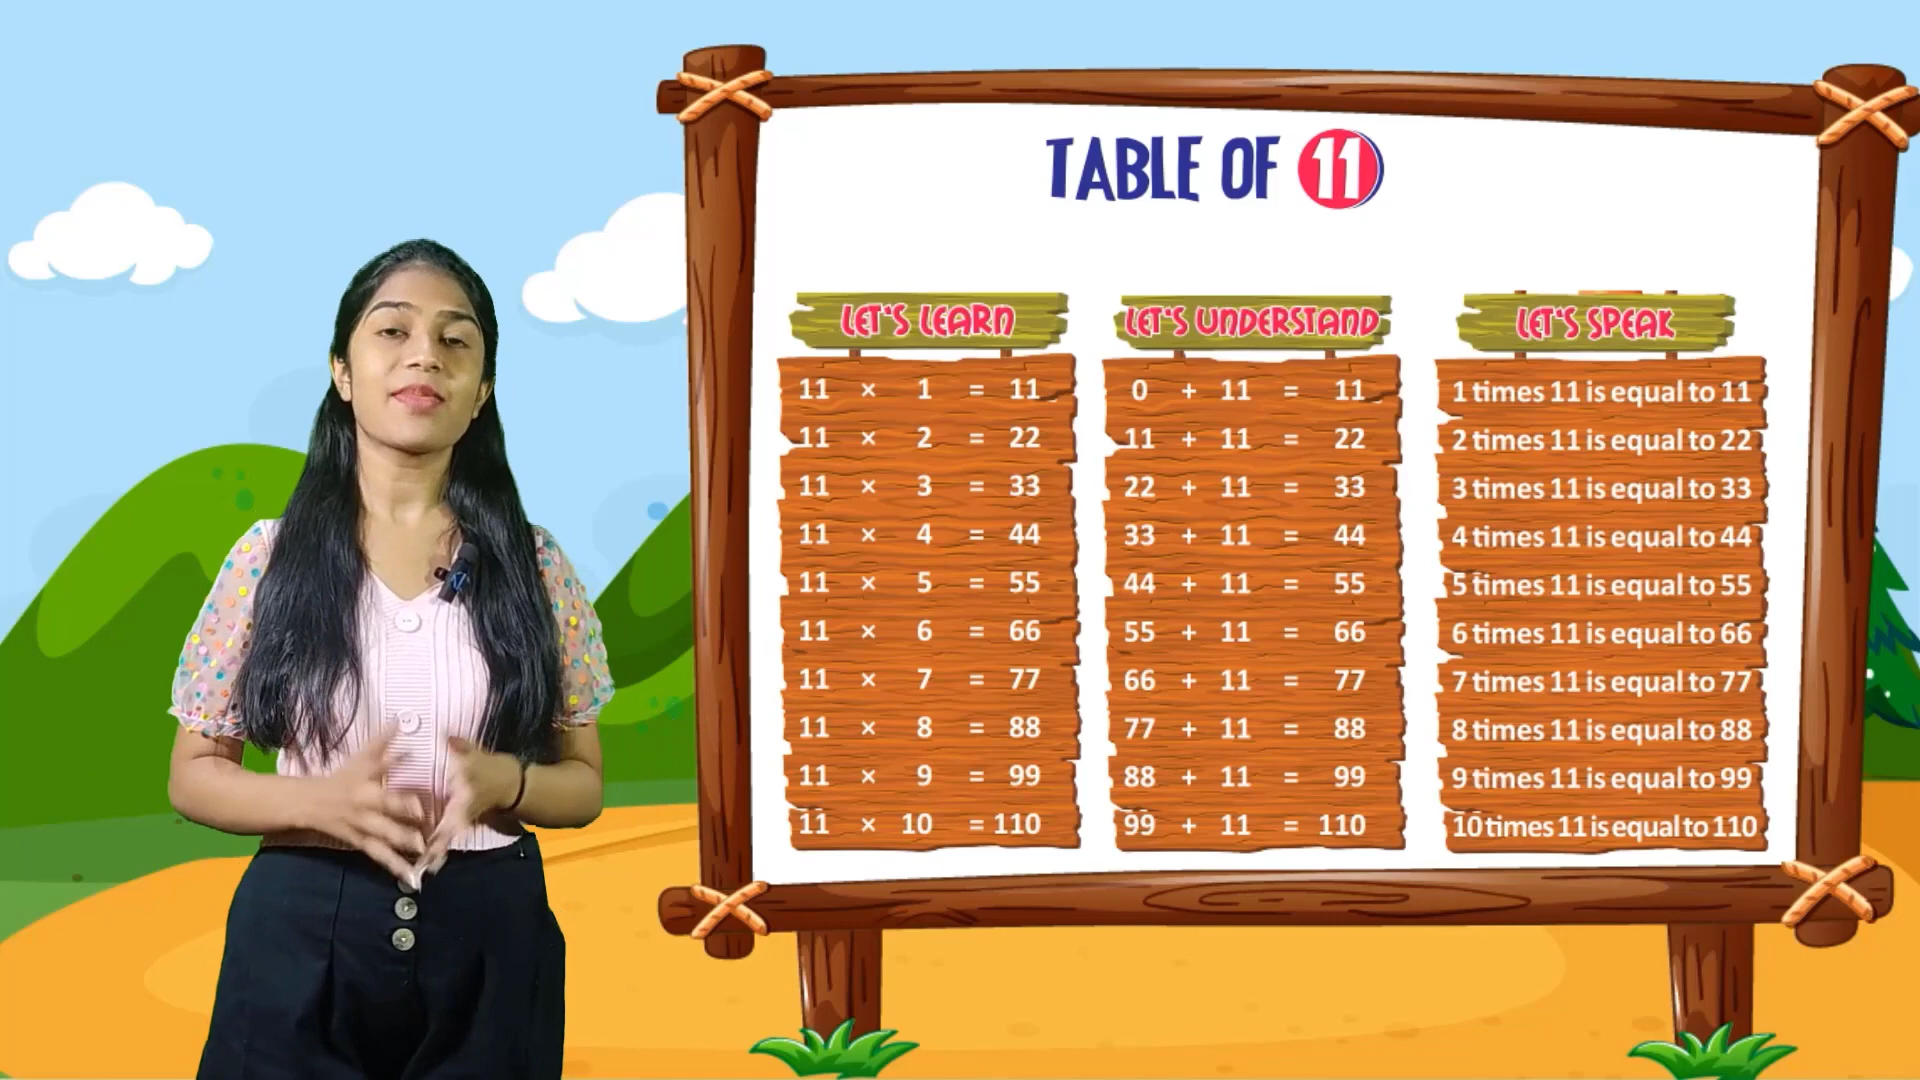 TABLE OF 11
LET'S LEARN
11 × 1 = 11
11 × 2 = 22
11 × 3 = 33
11 × 4 = 44
11 × 5 = 55
11 × 6 = 66
11 × 7 = 77
11 × 8 = 88
11 × 9 = 99
11 × 10 = 110
LET'S UNDERSTAND
0 + 11 = 11
11 + 11 = 22
22 + 11 = 33
33 + 11 = 44
44 + 11 = 55
55 + 11 = 66
66 + 11 = 77
77 + 11 = 88
88 + 11 = 99
99 + 11 = 110
LET'S SPEAK
1 times 11 is equal to 11
2 times 11 is equal to 22
3 times 11 is equal to 33
4 times 11 is equal to 44
5 times 11 is equal to 55
6 times 11 is equal to 66
7 times 11 is equal to 77
8 times 11 is equal to 88
9 times 11 is equal to 99
10 times 11 is equal to 110